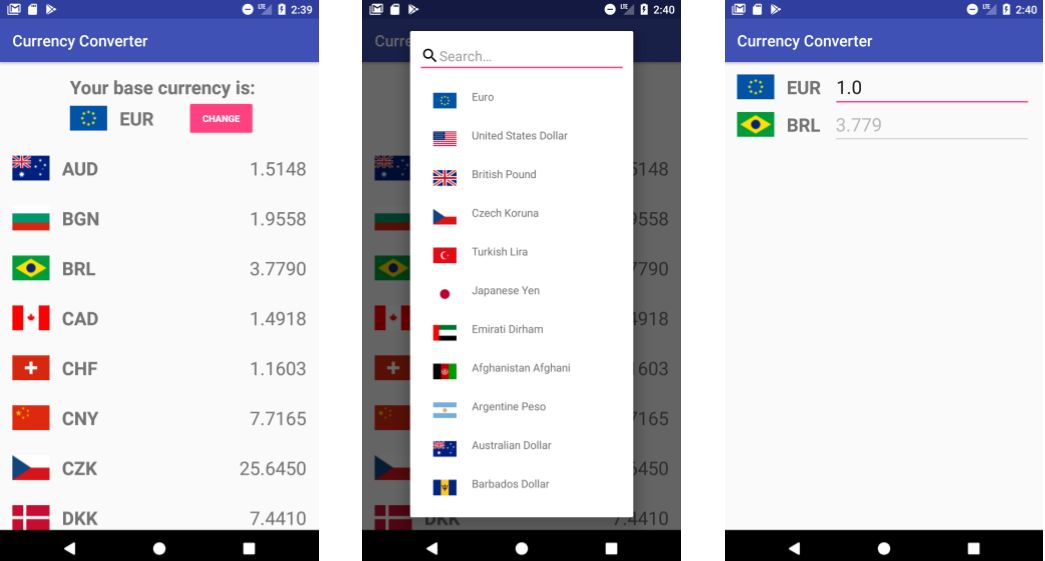 LTE 2:39
Currency Converter
Your base currency is:
EUR CHANGE
AUD 1.5148
BGN 1.9558
BRL 3.7790
CAD 1.4918
CHF 1.1603
CNY 7.7165
CZK 25.6450
DKK 7.4410
LTE 2:40
Curre
Search...
Euro
United States Dollar
5148
British Pound
Czech Koruna
9558
Turkish Lira
7790
Japanese Yen
4918
Emirati Dirham
Afghanistan Afghani
1603
Argentine Peso
7165
Australian Dollar
6450
Barbados Dollar
DKK 7.4410
LTE 2:40
Currency Converter
EUR 1.0
BRL 3.779